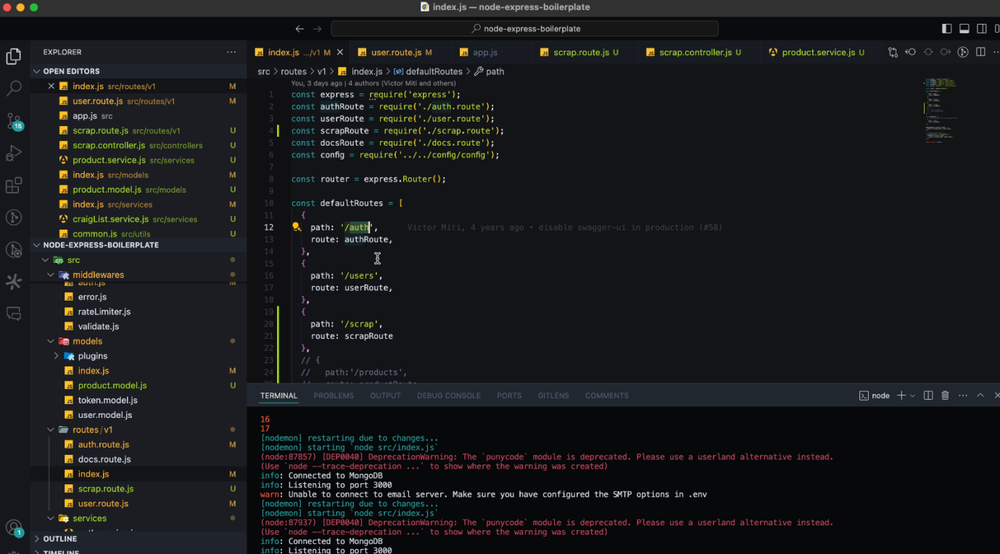 index.js — node-express-boilerplate
node-express-boilerplate
EXPLORER
OPEN EDITORS
index.js src/routes/v1 M
user.route.js src/routes/v1 M
app.js src
scrap.route.js src/routes/v1 U
scrap.controller.js src/controllers U
product.service.js src/services U
index.js src/models M
product.model.js src/models U
index.js src/services M
craigList.service.js src/services U
common.js src/utils U
NODE-EXPRESS-BOILERPLATE
src
middlewares
auth.js M
error.js
rateLimiter.js
validate.js
models
plugins
index.js M
product.model.js U
token.model.js
user.model.js
routes/v1
auth.route.js M
docs.route.js
index.js M
scrap.route.js U
user.route.js M
services
OUTLINE
TIMELINE
15
1
index.js .../v1 M
user.route.js M
app.js
scrap.route.js U
scrap.controller.js U
product.service.js U
src > routes > v1 > index.js > defaultRoutes > path
You, 3 days ago | 4 authors (Victor Miti and others)
1 const express = require('express');
2 const authRoute = require('./auth.route');
3 const userRoute = require('./user.route');
4 const scrapRoute = require('./scrap.route');
5 const docsRoute = require('./docs.route');
6 const config = require('../../config/config');
7
8 const router = express.Router();
9
10 const defaultRoutes = [
11 {
12 path: '/auth', Victor Miti, 4 years ago • disable swagger-ui in production (#58)
13 route: authRoute,
14 },
15 {
16 path: '/users',
17 route: userRoute,
18 },
19 {
20 path: '/scrap',
21 route: scrapRoute
22 },
23 // {
24 // path:'/products',
25 // route: productRoute
TERMINAL PROBLEMS OUTPUT DEBUG CONSOLE PORTS GITLENS COMMENTS
node
16
17
[nodemon] restarting due to changes...
[nodemon] starting `node src/index.js`
(node:87857) [DEP0040] DeprecationWarning: The `punycode` module is deprecated. Please use a userland alternative instead.
(Use `node --trace-deprecation ...` to show where the warning was created)
info: Connected to MongoDB
info: Listening to port 3000
warn: Unable to connect to email server. Make sure you have configured the SMTP options in .env
[nodemon] restarting due to changes...
[nodemon] starting `node src/index.js`
(node:87937) [DEP0040] DeprecationWarning: The `punycode` module is deprecated. Please use a userland alternative instead.
(Use `node --trace-deprecation ...` to show where the warning was created)
info: Connected to MongoDB
info: Listening to port 3000